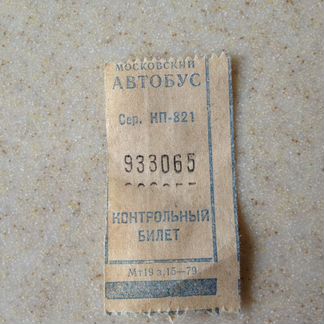 МОСКОВСКИЙ
АВТОБУС
Сер. НП-821
933065
КОНТРОЛЬНЫЙ
БИЛЕТ
Мт19 з.15—79